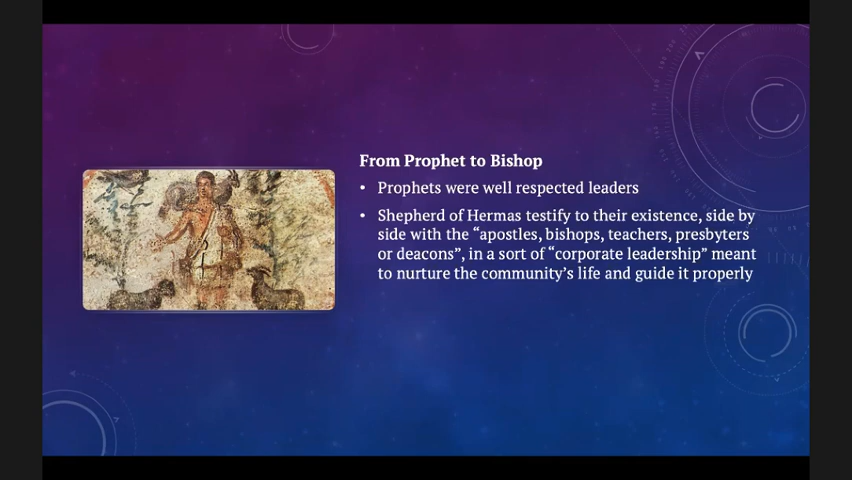 From Prophet to Bishop
• Prophets were well respected leaders
• Shepherd of Hermas testify to their existence, side by
side with the “apostles, bishops, teachers, presbyters
or deacons”, in a sort of “corporate leadership” meant
to nurture the community’s life and guide it properly